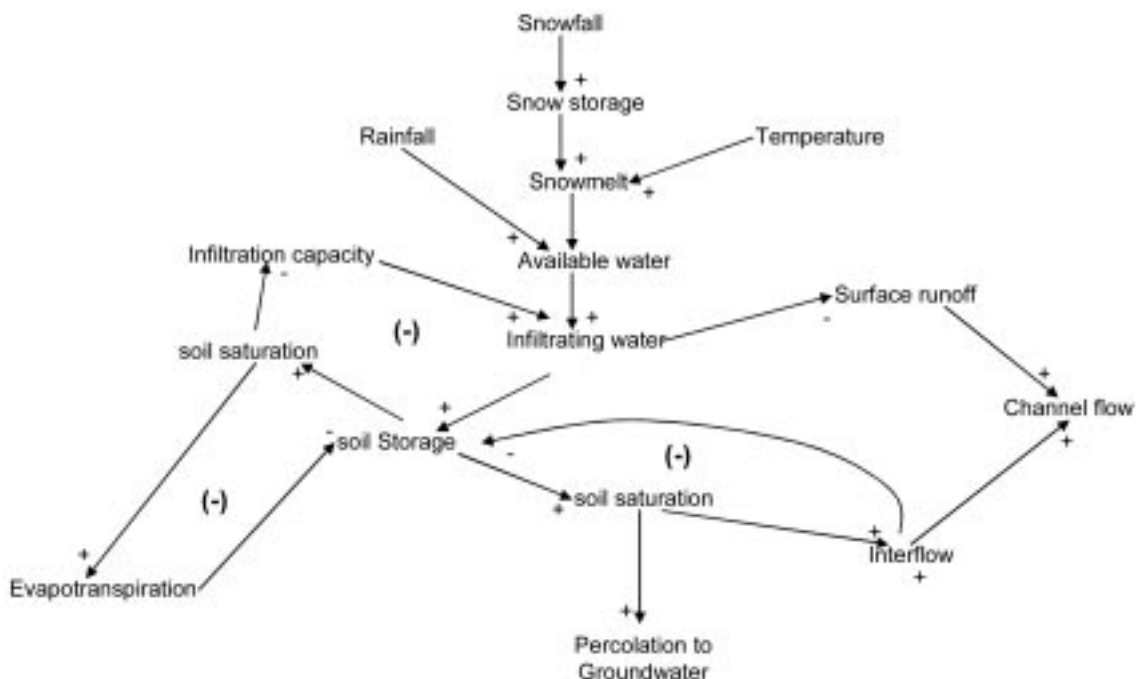 Snowfall
+
Snow storage
Rainfall
Temperature
+
Snowmelt
+
+
Available water
Infiltration capacity
-
Surface runoff
-
+ +
Infiltrating water
(-)
soil saturation
+
+
Channel flow
+
+
-
soil Storage
-
(-)
soil saturation
+
(-)
+
Interflow
+
+
Evapotranspiration
+
Percolation to
Groundwater